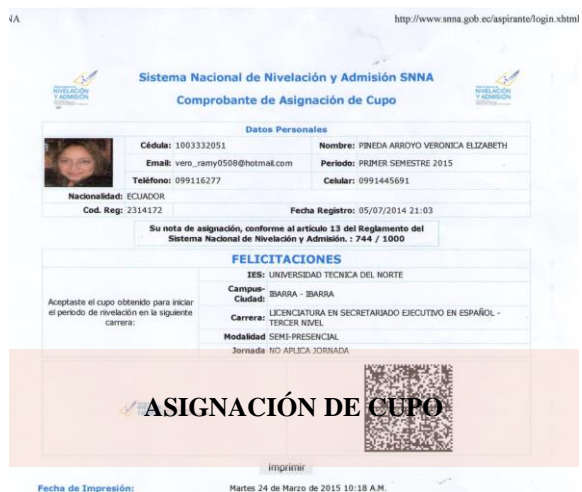 NA http://www.snna.gob.ec/aspirante/login.xhtml
Sistema Nacional de Nivelación y Admisión SNNA
Comprobante de Asignación de Cupo
NIVELACIÓN
Y ADMISIÓN
NIVELACIÓN
Y ADMISIÓN
Datos Personales
Cédula: 1003332051 Nombre: PINEDA ARROYO VERONICA ELIZABETH
Email: vero_ramy0508@hotmail.com Periodo: PRIMER SEMESTRE 2015
Teléfono: 099116277 Celular: 0991445691
Nacionalidad: ECUADOR
Cod. Reg: 2314172 Fecha Registro: 05/07/2014 21:03
Su nota de asignación, conforme al artículo 13 del Reglamento del
Sistema Nacional de Nivelación y Admisión. : 744 / 1000
FELICITACIONES
Aceptaste el cupo obtenido para iniciar
el periodo de nivelación en la siguiente
carrera:
IES: UNIVERSIDAD TECNICA DEL NORTE
Campus-
Ciudad: IBARRA - IBARRA
Carrera: LICENCIATURA EN SECRETARIADO EJECUTIVO EN ESPAÑOL -
TERCER NIVEL
Modalidad SEMI-PRESENCIAL
Jornada NO APLICA JORNADA
ASIGNACIÓN DE CUPO
imprimir
Fecha de Impresión: Martes 24 de Marzo de 2015 10:18 A.M.